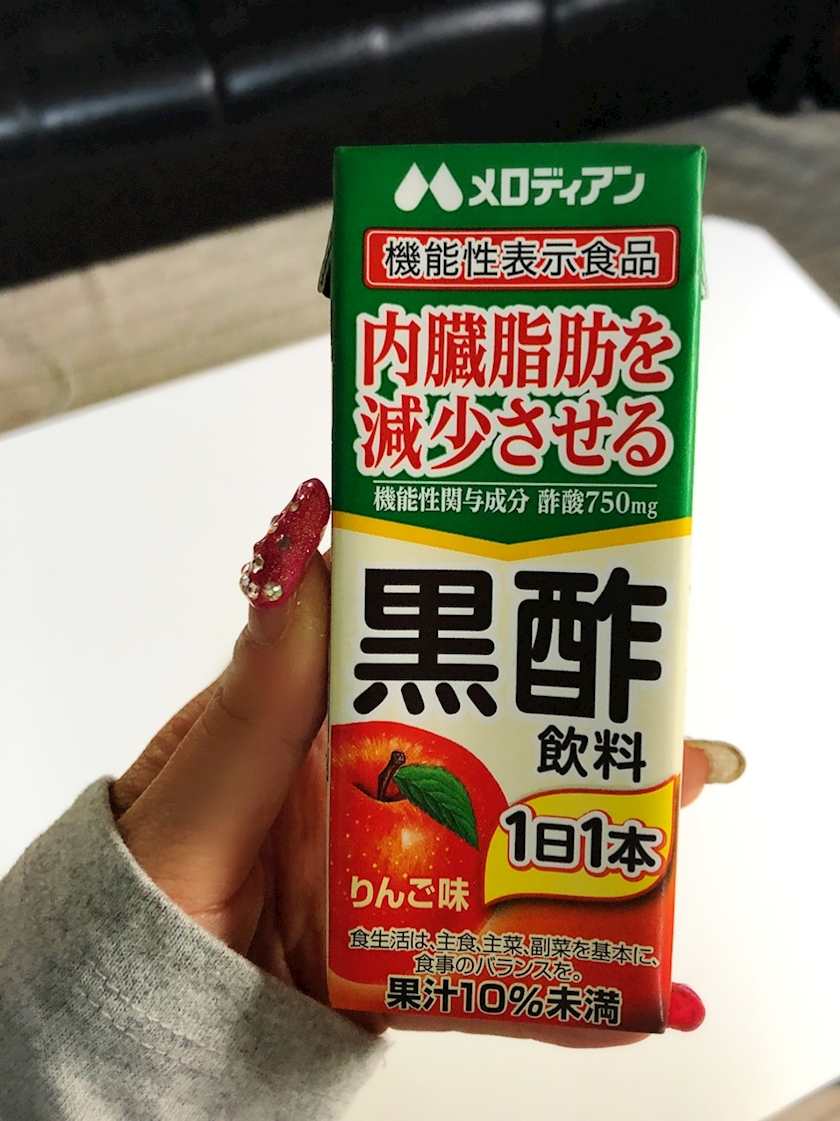 メロディアン
機能性表示食品
内臓脂肪を
減少させる
機能性関与成分 酢酸750mg
黒酢
飲料
1日1本
りんご味
食生活は、主食、主菜、副菜を基本に、
食事のバランスを。
果汁10%未満